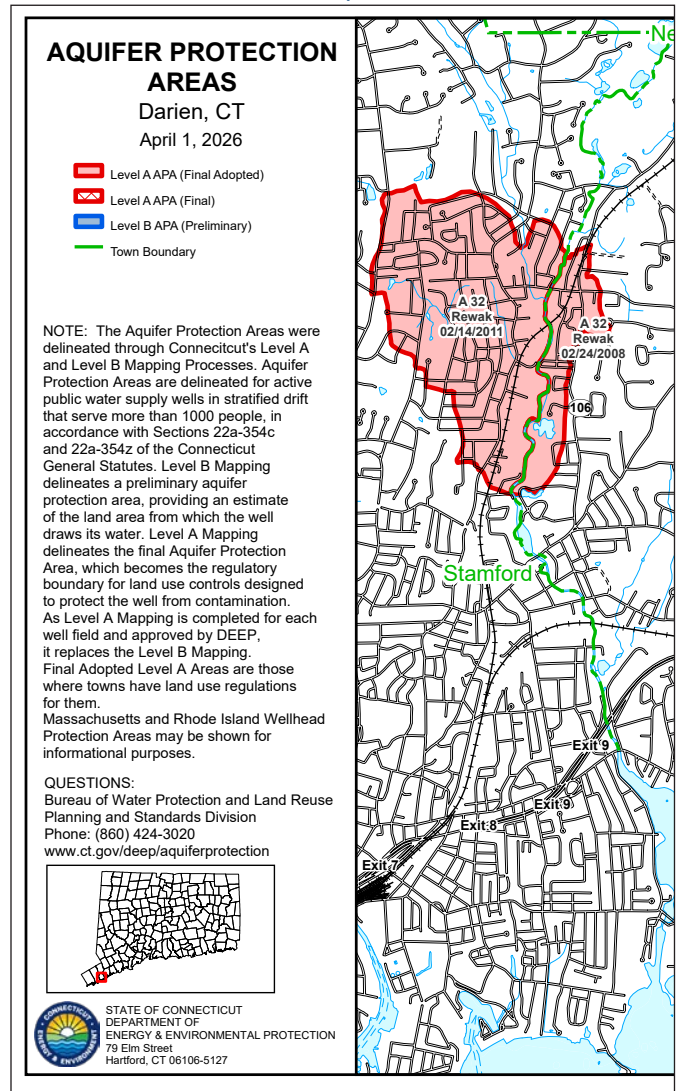 AQUIFER PROTECTION
AREAS
Darien, CT
April 1, 2026
Level A APA (Final Adopted)
Level A APA (Final)
Level B APA (Preliminary)
Town Boundary
NOTE: The Aquifer Protection Areas were
delineated through Connecitcut's Level A
and Level B Mapping Processes. Aquifer
Protection Areas are delineated for active
public water supply wells in stratified drift
that serve more than 1000 people, in
accordance with Sections 22a-354c
and 22a-354z of the Connecticut
General Statutes. Level B Mapping
delineates a preliminary aquifer
protection area, providing an estimate
of the land area from which the well
draws its water. Level A Mapping
delineates the final Aquifer Protection
Area, which becomes the regulatory
boundary for land use controls designed
to protect the well from contamination.
As Level A Mapping is completed for each
well field and approved by DEEP,
it replaces the Level B Mapping.
Final Adopted Level A Areas are those
where towns have land use regulations
for them.
Massachusetts and Rhode Island Wellhead
Protection Areas may be shown for
informational purposes.
QUESTIONS:
Bureau of Water Protection and Land Reuse
Planning and Standards Division
Phone: (860) 424-3020
www.ct.gov/deep/aquiferprotection
CONNECTICUT
ENERGY & ENVIRONMENT
STATE OF CONNECTICUT
DEPARTMENT OF
ENERGY & ENVIRONMENTAL PROTECTION
79 Elm Street
Hartford, CT 06106-5127
Ne
A 32
Rewak
02/14/2011
A 32
Rewak
02/24/2008
106
Stamford
Exit 9
Exit 9
Exit 8
Exit 7